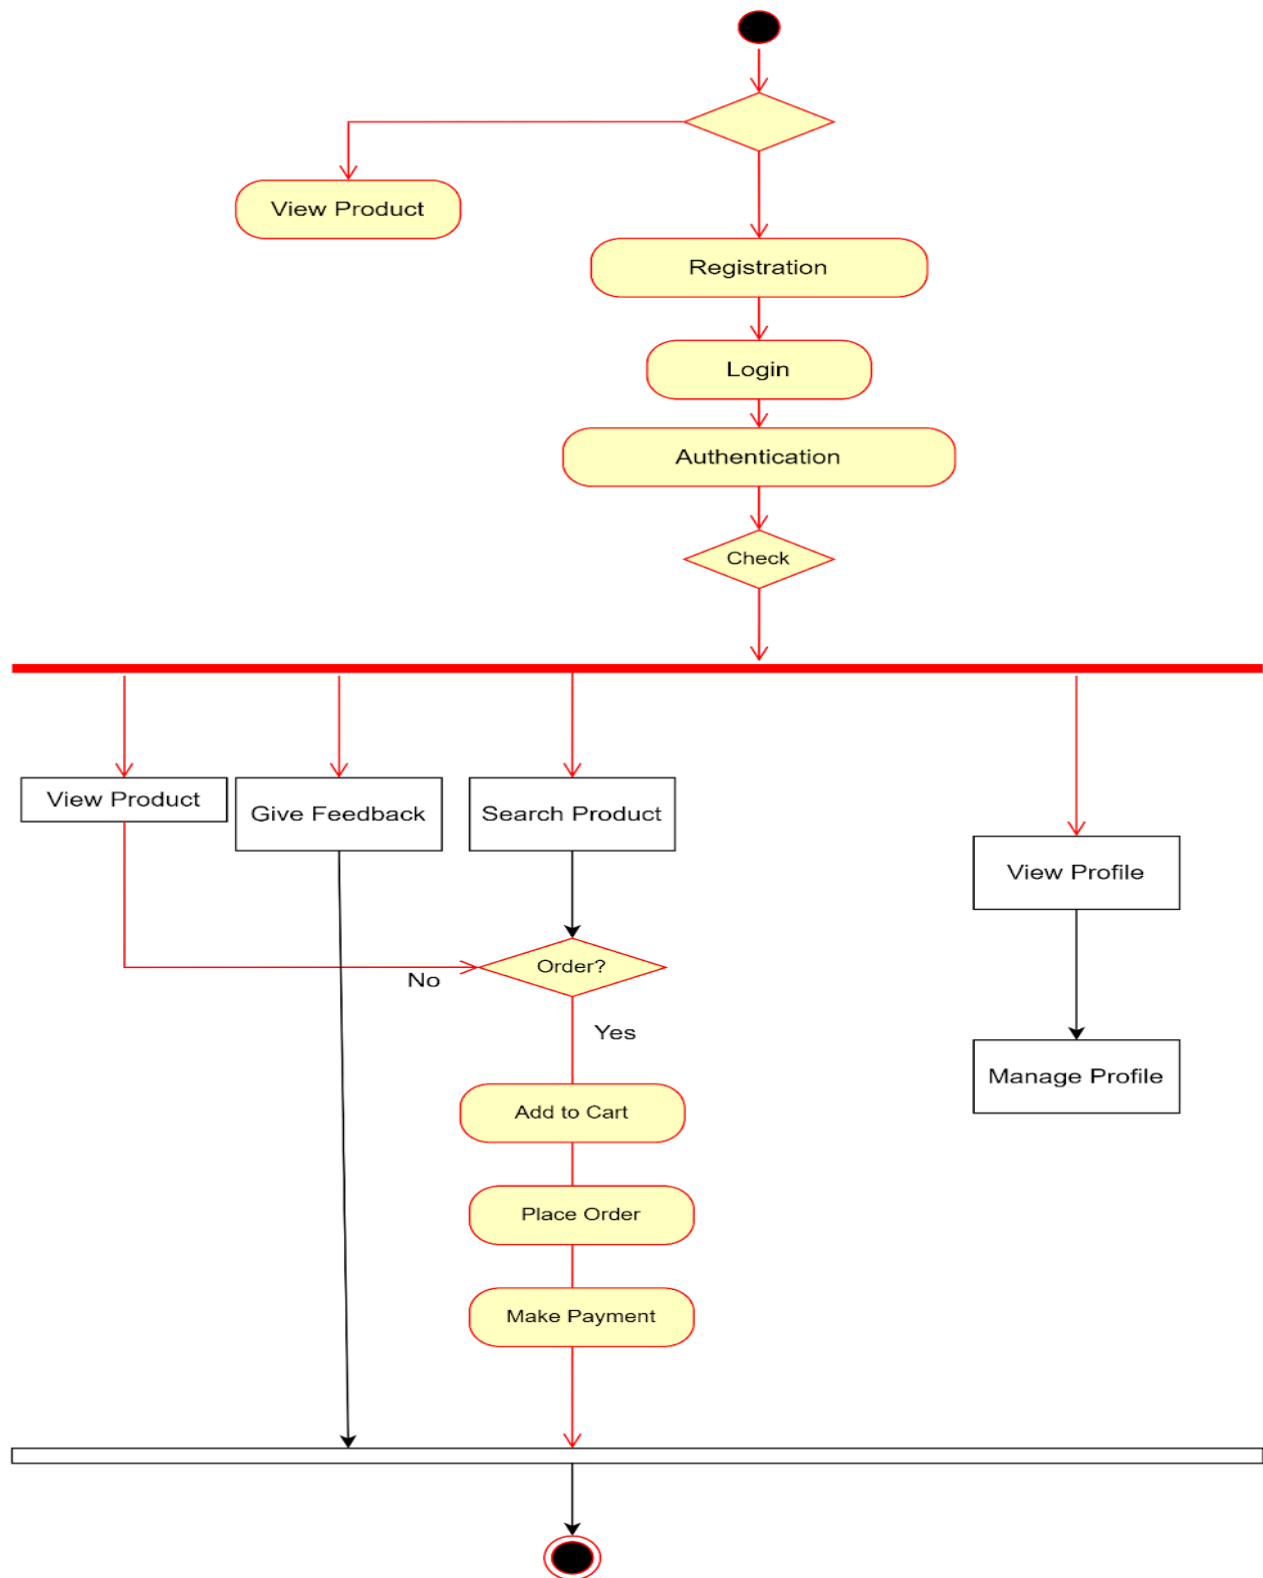 View Product
Registration
Login
Authentication
Check
View Product
Give Feedback
Search Product
View Profile
Order?
No
Yes
Manage Profile
Add to Cart
Place Order
Make Payment